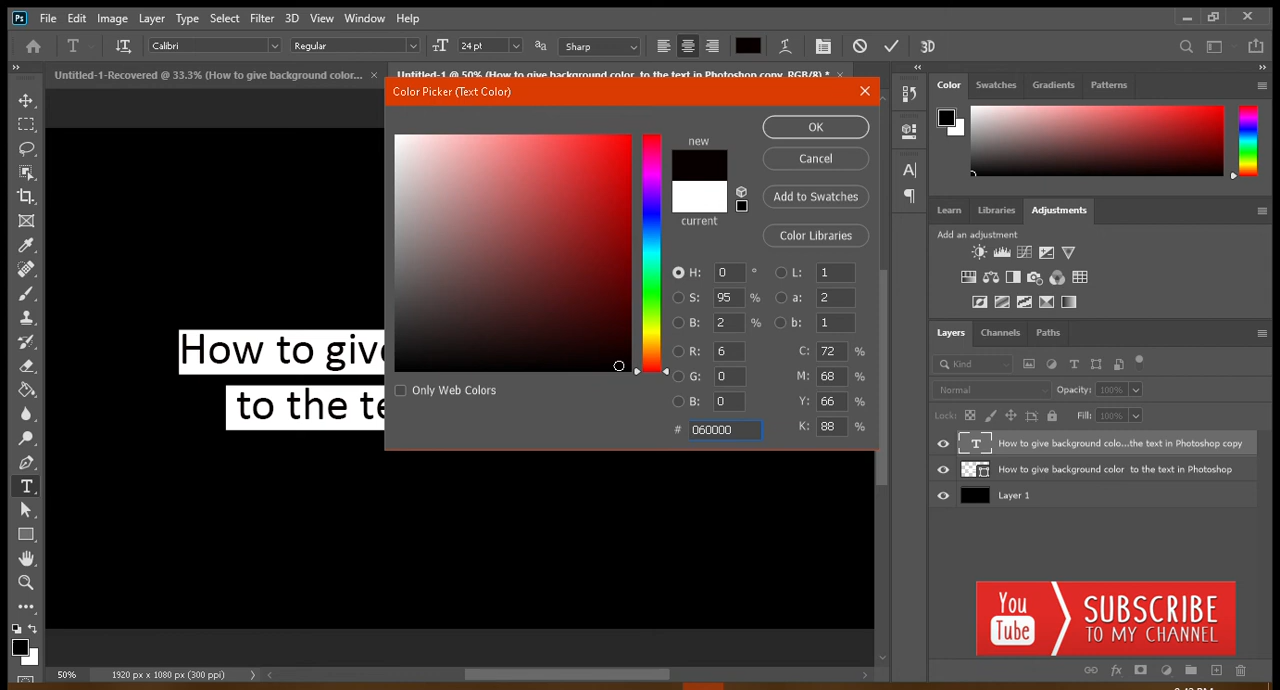 Ps File Edit Image Layer Type Select Filter 3D View Window Help
T Calibri Regular 24 pt Sharp 3D
Untitled-1-Recovered @ 33.3% (How to give background color... × Untitled-1 @ 50% (How to give background color to the text in Photoshop copy, RGB/8) * ×
Color Picker (Text Color)
new
current
OK
Cancel
Add to Swatches
Color Libraries
H: 0 ° L: 1
S: 95 % a: 2
B: 2 % b: 1
R: 6 C: 72 %
G: 0 M: 68 %
B: 0 Y: 66 %
# 060000 K: 88 %
Only Web Colors
How to give
to the te
Color Swatches Gradients Patterns
Learn Libraries Adjustments
Add an adjustment
Layers Channels Paths
Kind
Normal Opacity: 100%
Lock: Fill: 100%
T How to give background colo...the text in Photoshop copy
How to give background color to the text in Photoshop
Layer 1
You Tube
SUBSCRIBE
TO MY CHANNEL
fx
50% 1920 px x 1080 px (300 ppi)